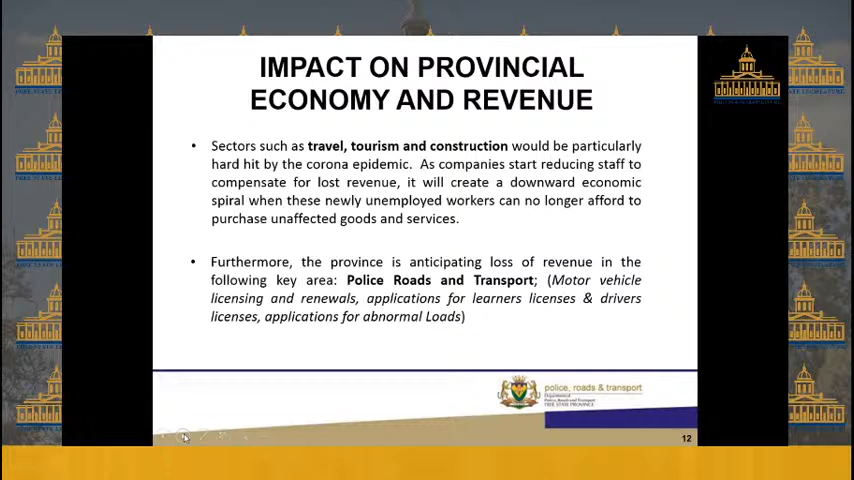 IMPACT ON PROVINCIAL
ECONOMY AND REVENUE
• Sectors such as travel, tourism and construction would be particularly
hard hit by the corona epidemic. As companies start reducing staff to
compensate for lost revenue, it will create a downward economic
spiral when these newly unemployed workers can no longer afford to
purchase unaffected goods and services.
• Furthermore, the province is anticipating loss of revenue in the
following key area: Police Roads and Transport; (Motor vehicle
licensing and renewals, applications for learners licenses & drivers
licenses, applications for abnormal Loads)
police, roads & transport
Department
Police, Roads and Transport
FREE STATE PROVINCE
12